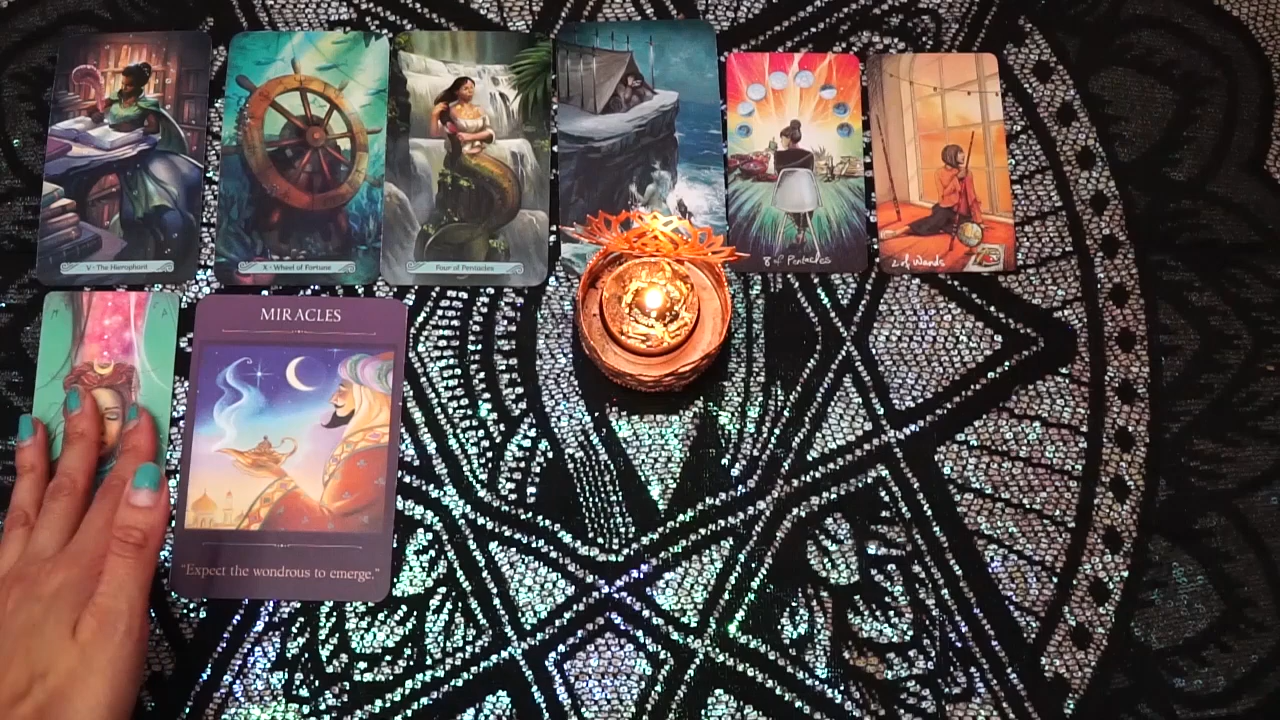 V - The Hierophant
X - Wheel of Fortune
Four of Pentacles
8 of Pentacles
2 of Wands
MIRACLES
"Expect the wondrous to emerge."